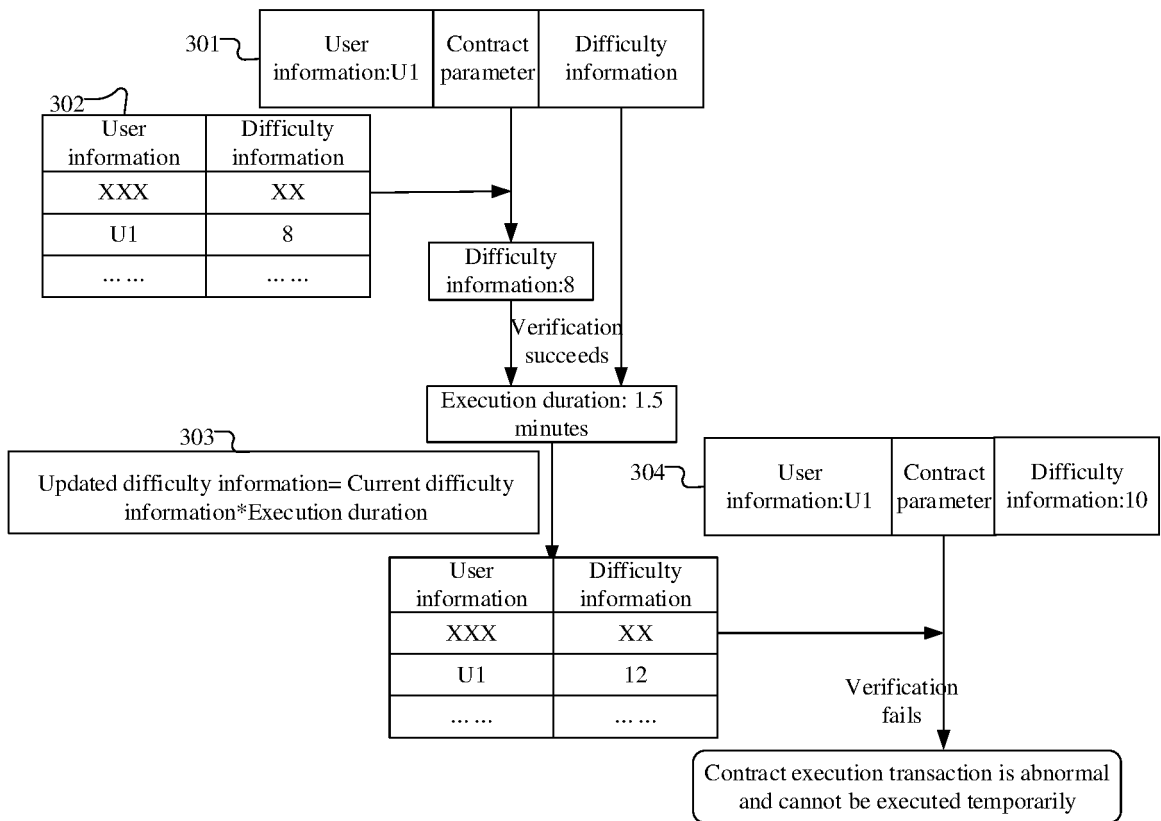 301
User
information:U1
Contract
parameter
Difficulty
information
302
User
information
Difficulty
information
XXX
XX
U1
8
... ...
... ...
Difficulty
information:8
Verification
succeeds
Execution duration: 1.5
minutes
303
Updated difficulty information= Current difficulty
information*Execution duration
304
User
information:U1
Contract
parameter
Difficulty
information:10
User
information
Difficulty
information
XXX
XX
U1
12
... ...
... ...
Verification
fails
Contract execution transaction is abnormal
and cannot be executed temporarily